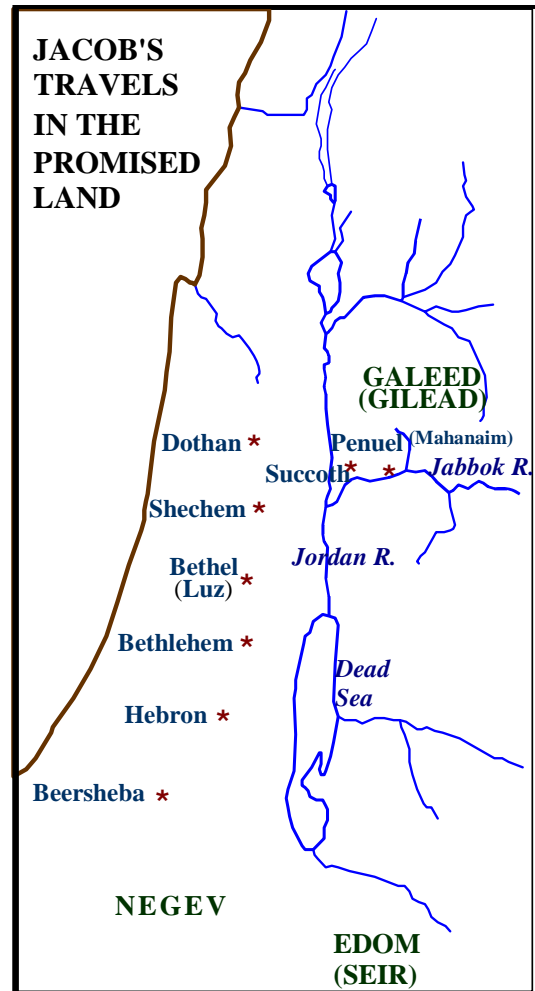 JACOB'S
TRAVELS
IN THE
PROMISED
LAND
GALEED
(GILEAD)
Dothan
Penuel (Mahanaim)
Succoth
Jabbok R.
Shechem
Jordan R.
Bethel
(Luz)
Bethlehem
Dead
Sea
Hebron
Beersheba
NEGEV
EDOM
(SEIR)